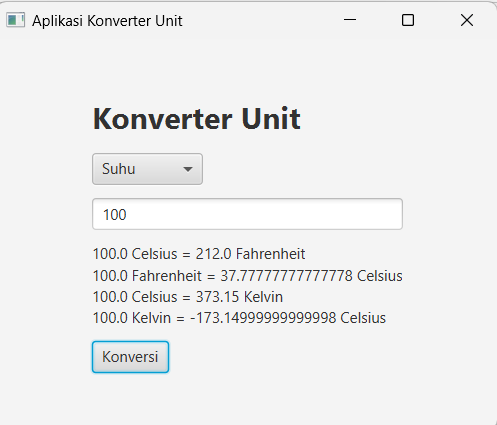 Aplikasi Konverter Unit
Konverter Unit
Suhu
100
100.0 Celsius = 212.0 Fahrenheit
100.0 Fahrenheit = 37.77777777777778 Celsius
100.0 Celsius = 373.15 Kelvin
100.0 Kelvin = -173.14999999999998 Celsius
Konversi